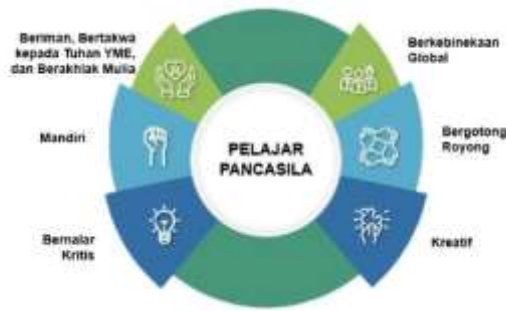 Beriman, Bertakwa
kepada Tuhan YME,
dan Berakhlak Mulia
Mandiri
Bernalar
Kritis
PELAJAR
PANCASILA
Berkebinekaan
Global
Bergotong
Royong
Kreatif